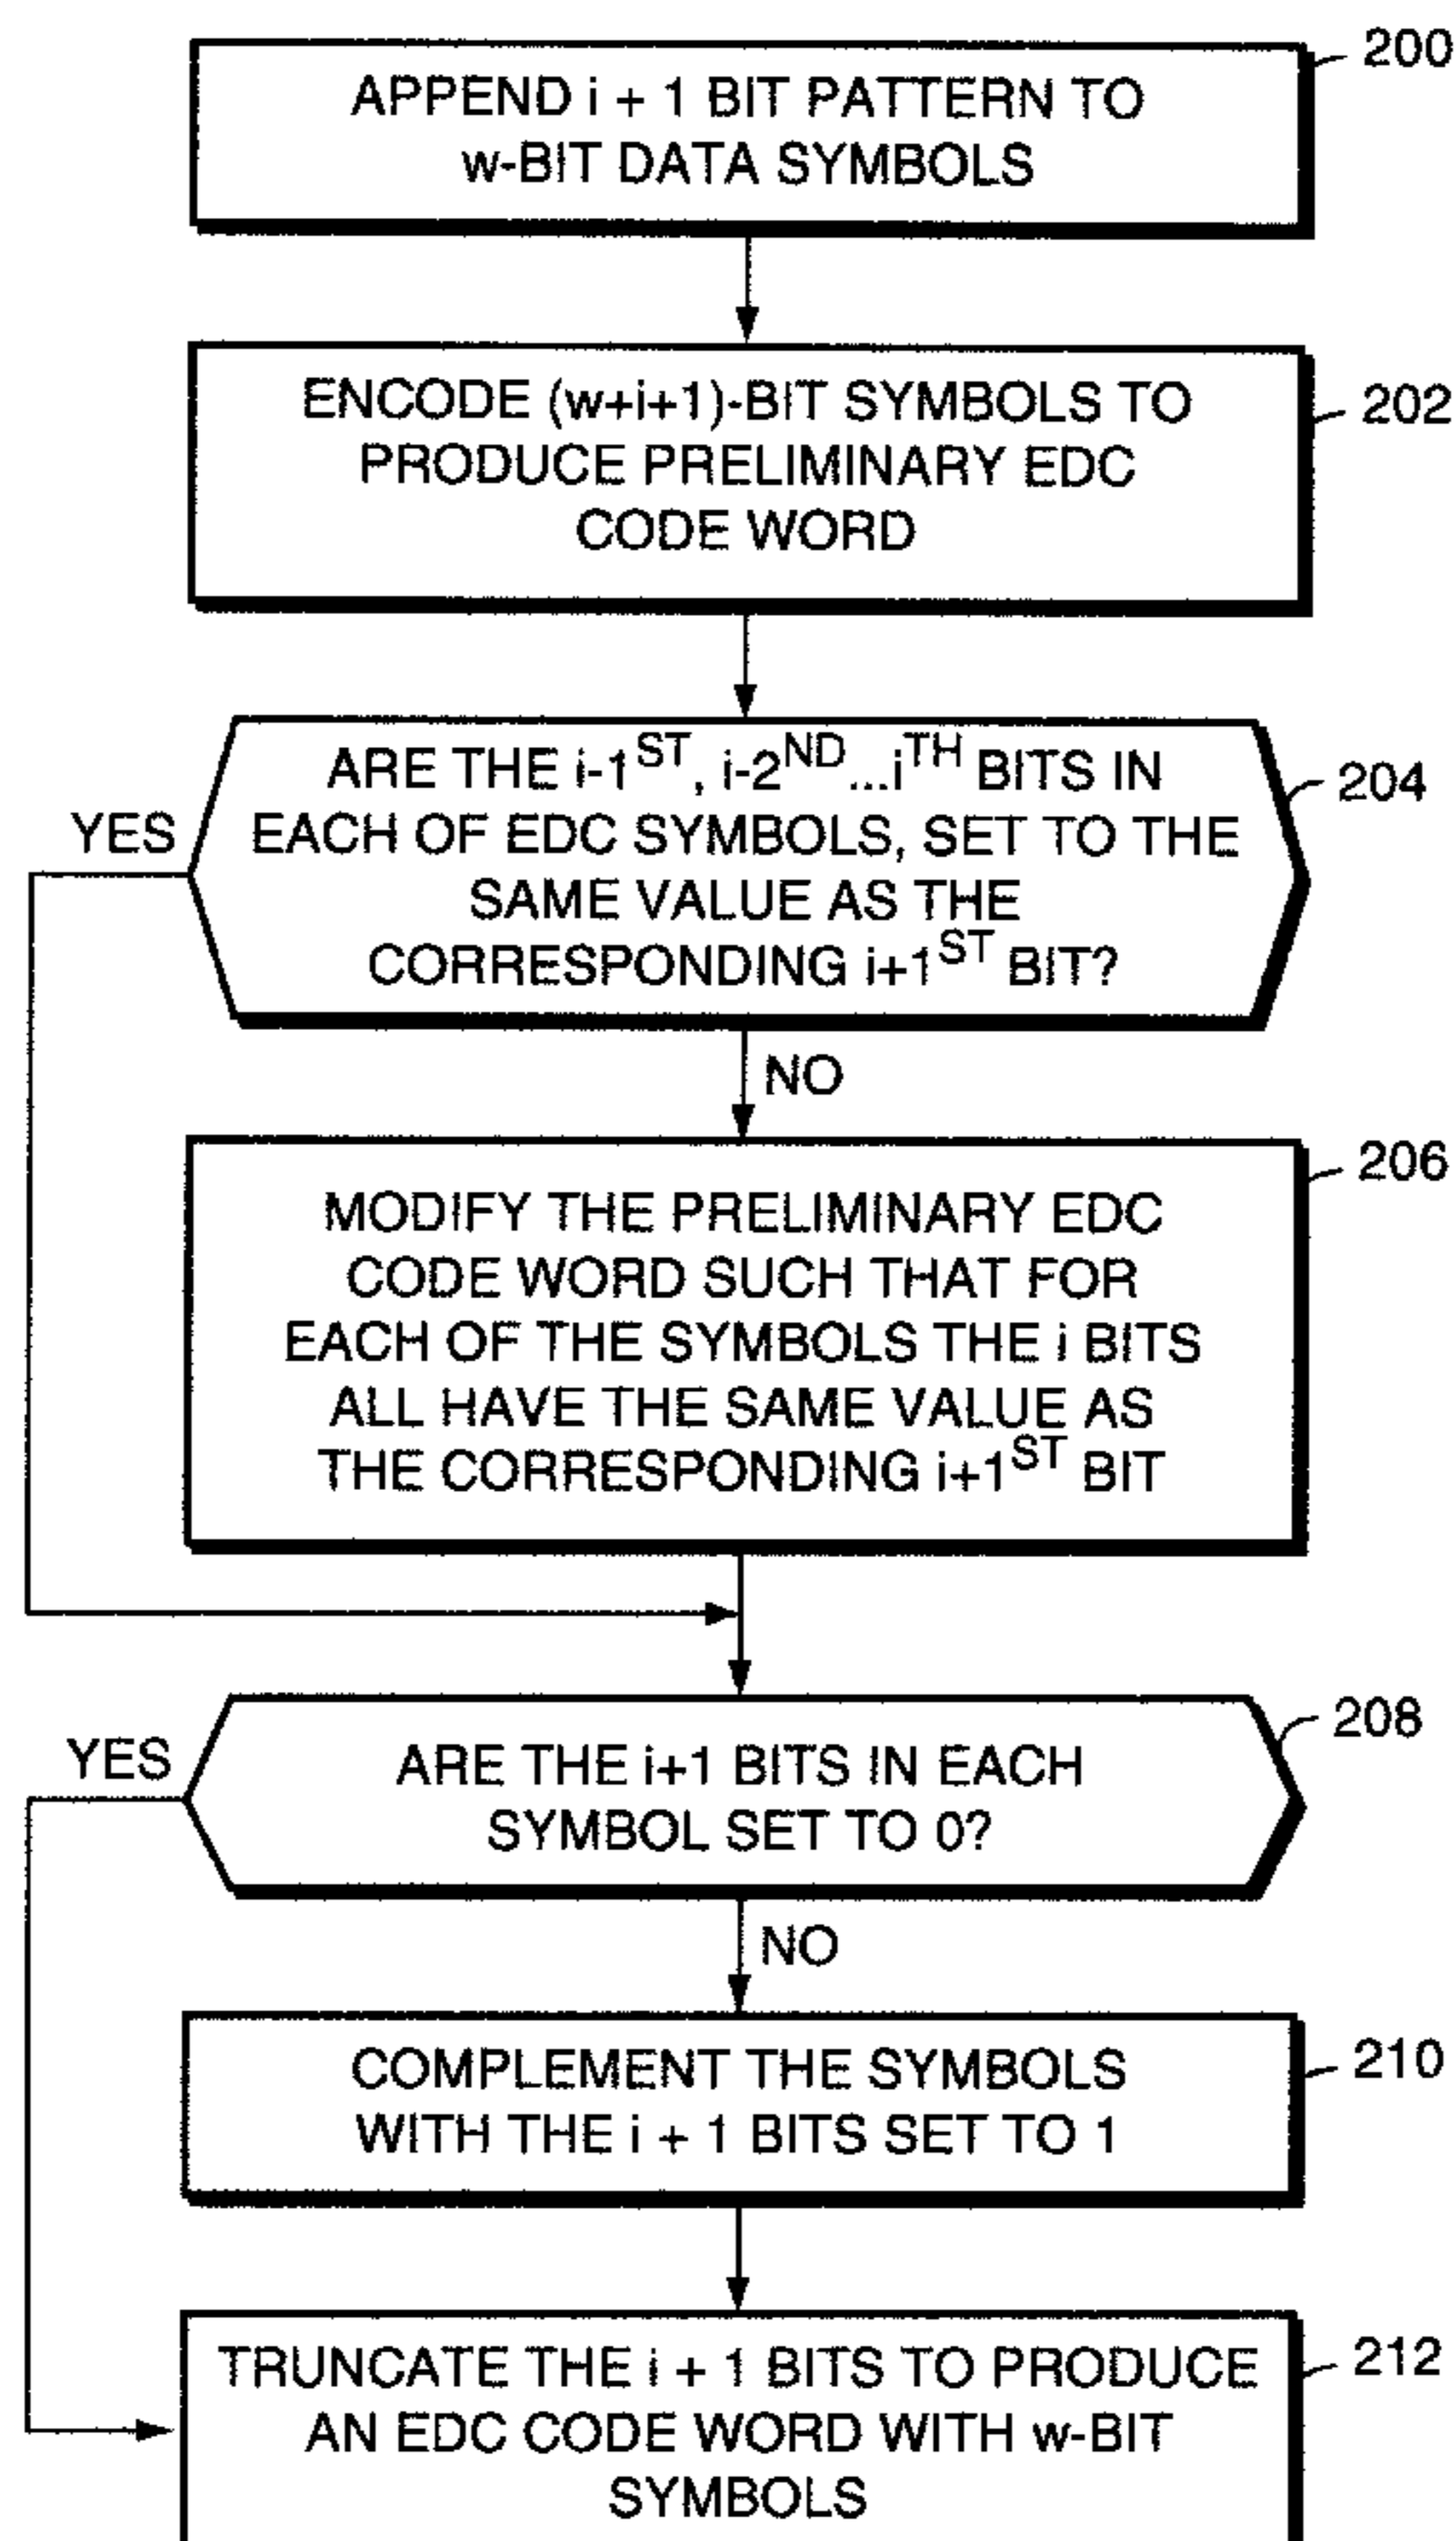 200
APPEND i + 1 BIT PATTERN TO
w-BIT DATA SYMBOLS
202
ENCODE (w+i+1)-BIT SYMBOLS TO
PRODUCE PRELIMINARY EDC
CODE WORD
204
ARE THE i-1ST, i-2ND...iTH BITS IN
EACH OF EDC SYMBOLS, SET TO THE
SAME VALUE AS THE
CORRESPONDING i+1ST BIT?
YES
NO
206
MODIFY THE PRELIMINARY EDC
CODE WORD SUCH THAT FOR
EACH OF THE SYMBOLS THE i BITS
ALL HAVE THE SAME VALUE AS
THE CORRESPONDING i+1ST BIT
208
YES
ARE THE i+1 BITS IN EACH
SYMBOL SET TO 0?
NO
210
COMPLEMENT THE SYMBOLS
WITH THE i + 1 BITS SET TO 1
212
TRUNCATE THE i + 1 BITS TO PRODUCE
AN EDC CODE WORD WITH w-BIT
SYMBOLS